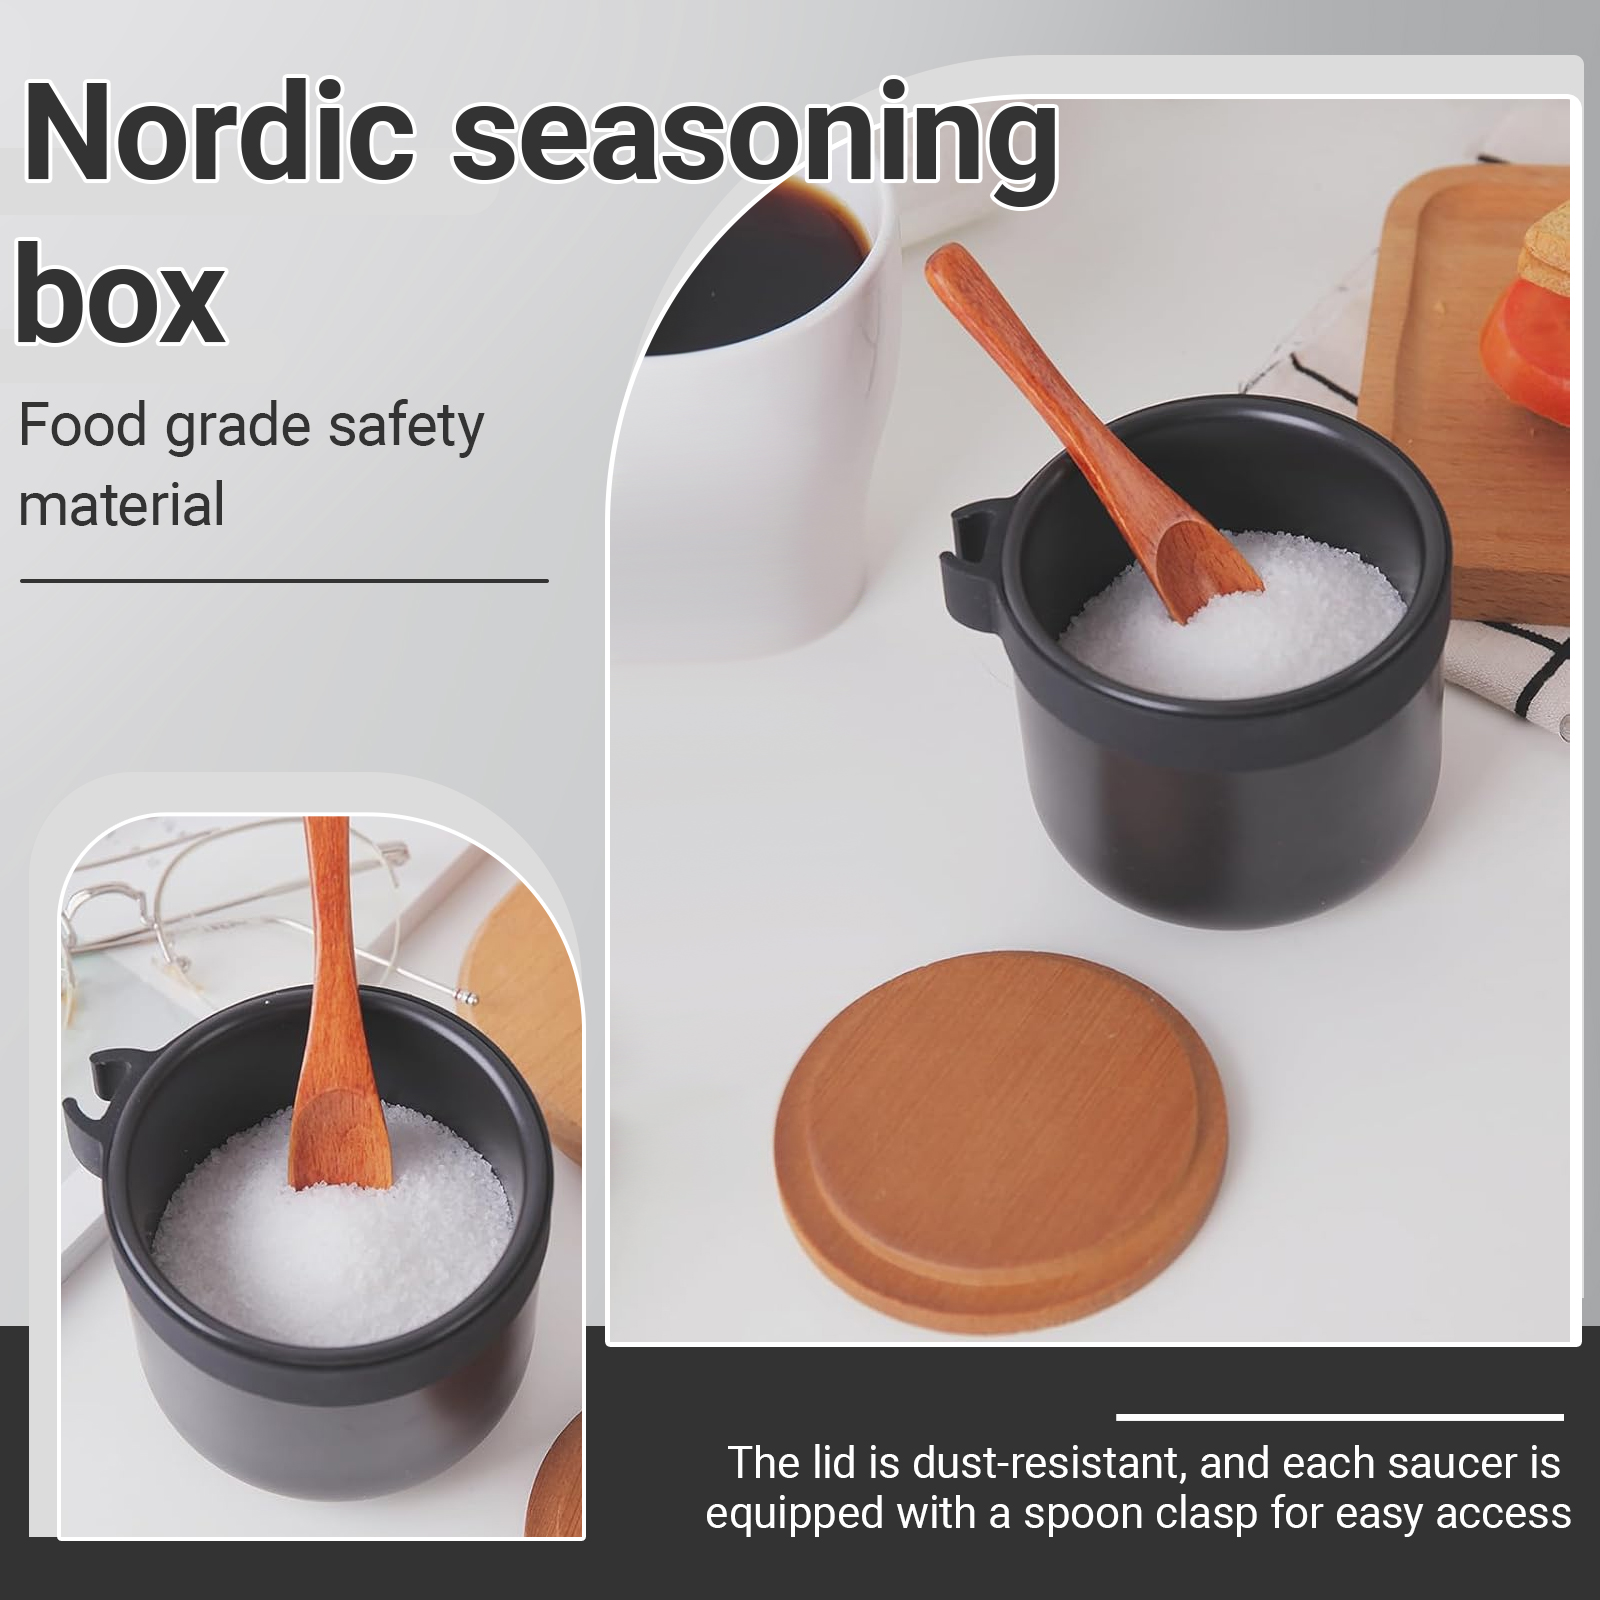 Nordic seasoning
box
Food grade safety
material
The lid is dust-resistant, and each saucer is
equipped with a spoon clasp for easy access